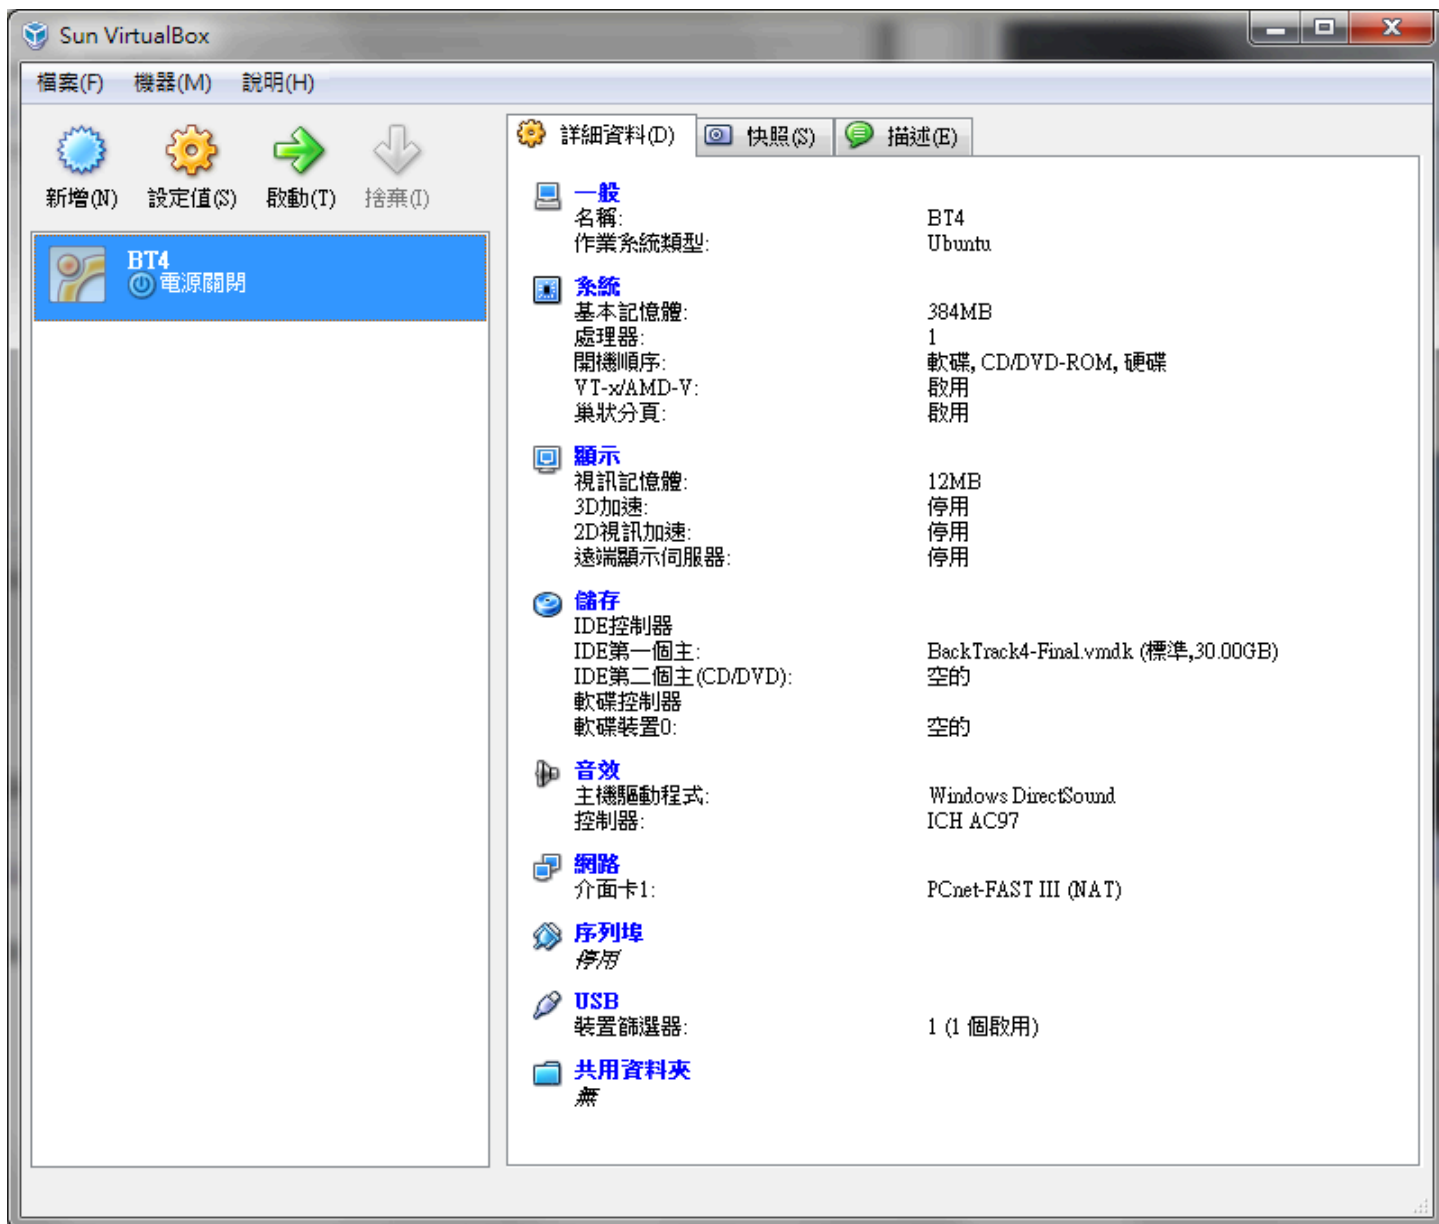 Sun VirtualBox
檔案(F) 機器(M) 說明(H)
新增(N) 設定值(S) 啟動(T) 捨棄(I)
BT4
電源關閉
詳細資料(D) 快照(S) 描述(E)
一般
名稱: BT4
作業系統類型: Ubuntu
系統
基本記憶體: 384MB
處理器: 1
開機順序: 軟碟, CD/DVD-ROM, 硬碟
VT-x/AMD-V: 啟用
巢狀分頁: 啟用
顯示
視訊記憶體: 12MB
3D加速: 停用
2D視訊加速: 停用
遠端顯示伺服器: 停用
儲存
IDE控制器
IDE第一個主: BackTrack4-Final.vmdk (標準,30.00GB)
IDE第二個主(CD/DVD): 空的
軟碟控制器
軟碟裝置0: 空的
音效
主機驅動程式: Windows DirectSound
控制器: ICH AC97
網路
介面卡1: PCnet-FAST III (NAT)
序列埠
停用
USB
裝置篩選器: 1 (1 個啟用)
共用資料夾
無